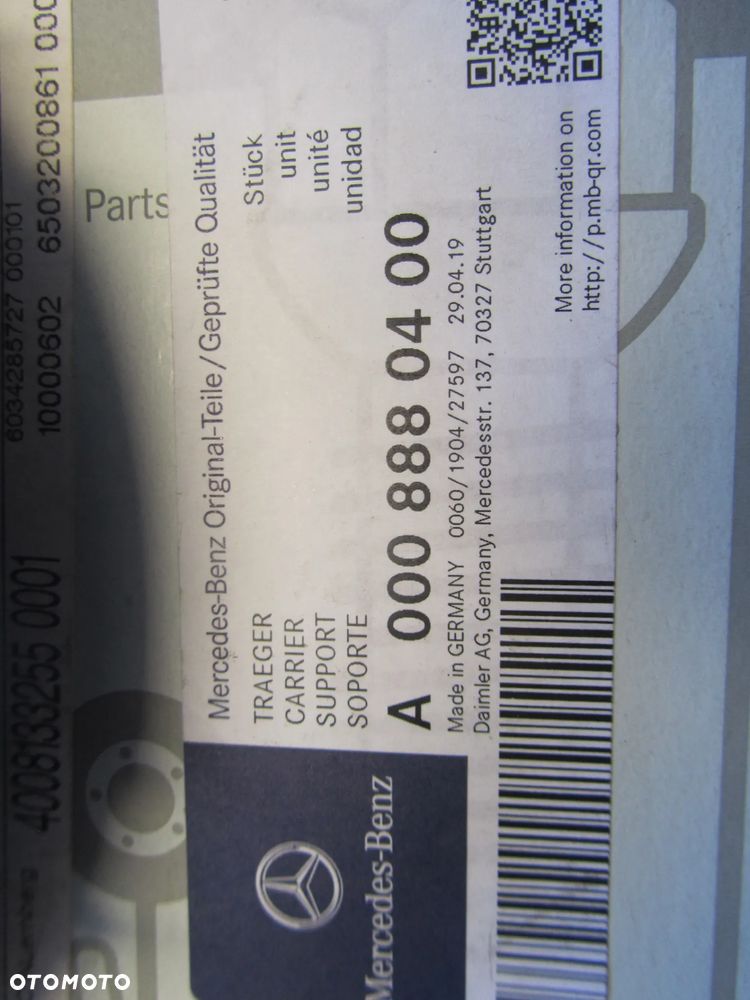 6034285727 000101
10000602 6503200861 000
4008133255 0001
Parts
Mercedes-Benz Original-Teile/Geprüfte Qualität
TRAEGER Stück
CARRIER unit
SUPPORT unité
SOPORTE unidad
A 000 888 04 00
Made in GERMANY 0060/1904/27597 29.04.19
Daimler AG, Germany, Mercedesstr. 137, 70327 Stuttgart
More information on
http://p.mb-qr.com
Mercedes-Benz
OTOMOTO